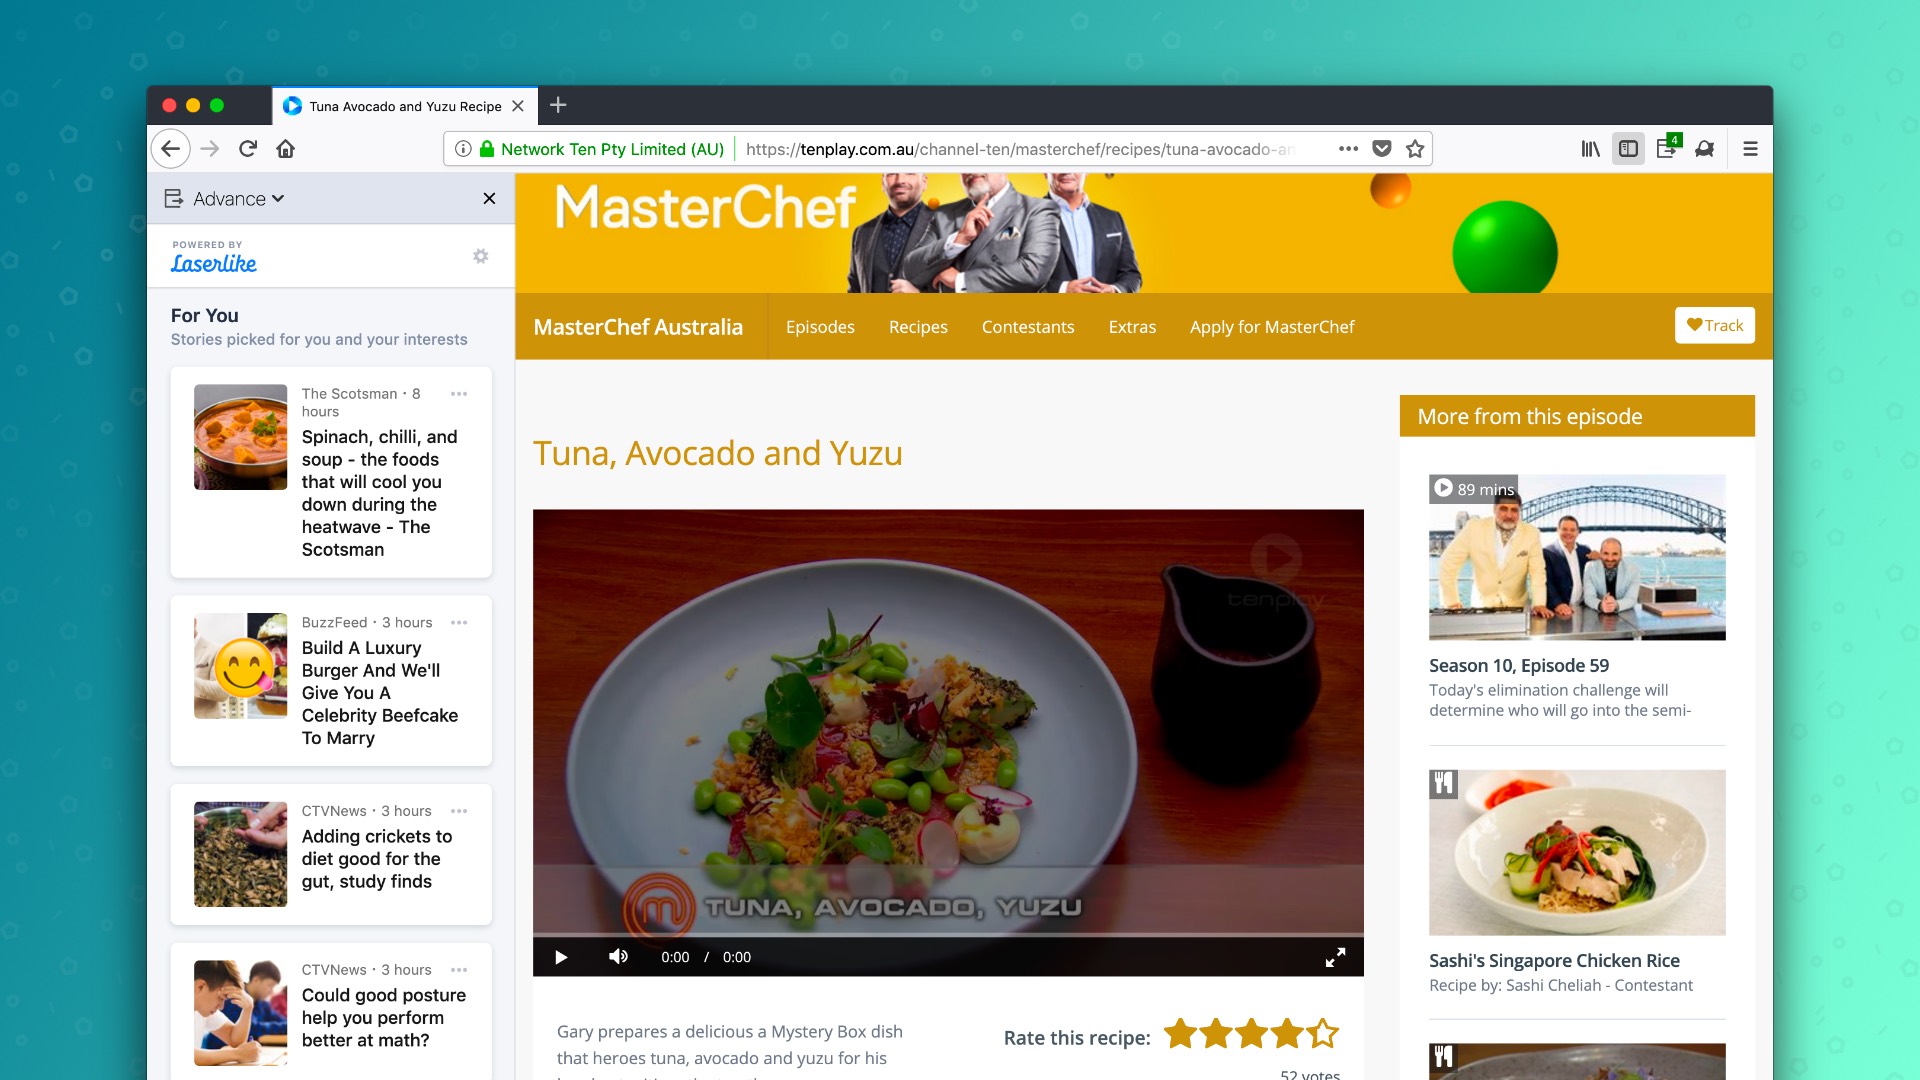 Tuna Avocado and Yuzu Recipe
Network Ten Pty Limited (AU)
https://tenplay.com.au/channel-ten/masterchef/recipes/tuna-avocado-an
4
Advance
POWERED BY
Laserlike
For You
Stories picked for you and your interests
The Scotsman · 8
hours
Spinach, chilli, and
soup - the foods
that will cool you
down during the
heatwave - The
Scotsman
BuzzFeed · 3 hours
Build A Luxury
Burger And We'll
Give You A
Celebrity Beefcake
To Marry
CTVNews · 3 hours
Adding crickets to
diet good for the
gut, study finds
CTVNews · 3 hours
Could good posture
help you perform
better at math?
MasterChef
MasterChef Australia
Episodes
Recipes
Contestants
Extras
Apply for MasterChef
Track
Tuna, Avocado and Yuzu
tenplay
TUNA, AVOCADO, YUZU
0:00 / 0:00
Gary prepares a delicious a Mystery Box dish
that heroes tuna, avocado and yuzu for his
Rate this recipe:
52 votes
More from this episode
89 mins
Season 10, Episode 59
Today's elimination challenge will
determine who will go into the semi-
Sashi's Singapore Chicken Rice
Recipe by: Sashi Cheliah - Contestant